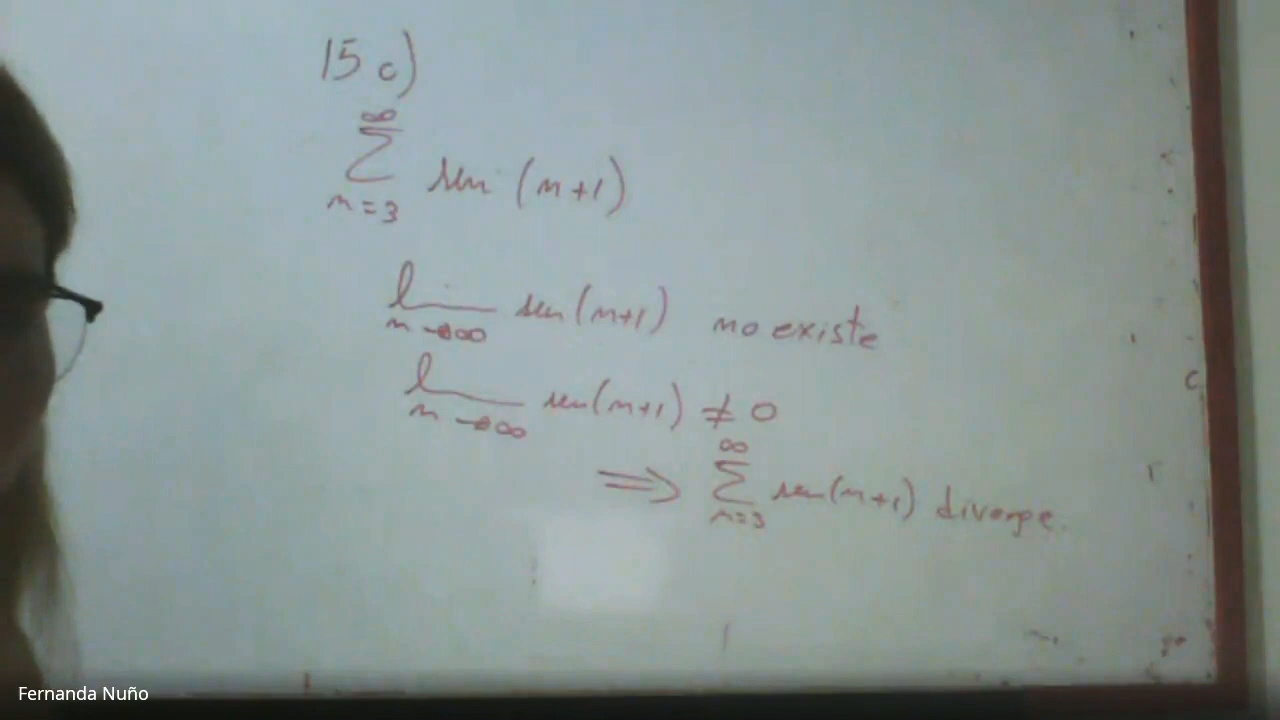 15 c)
∞
∑ sen (n+1)
n=3
lim sen(n+1) no existe
n→∞
lim sen(n+1) ≠ 0
n→∞
⇒ ∞
∑ sen(n+1) diverge.
n=3
Fernanda Nuño